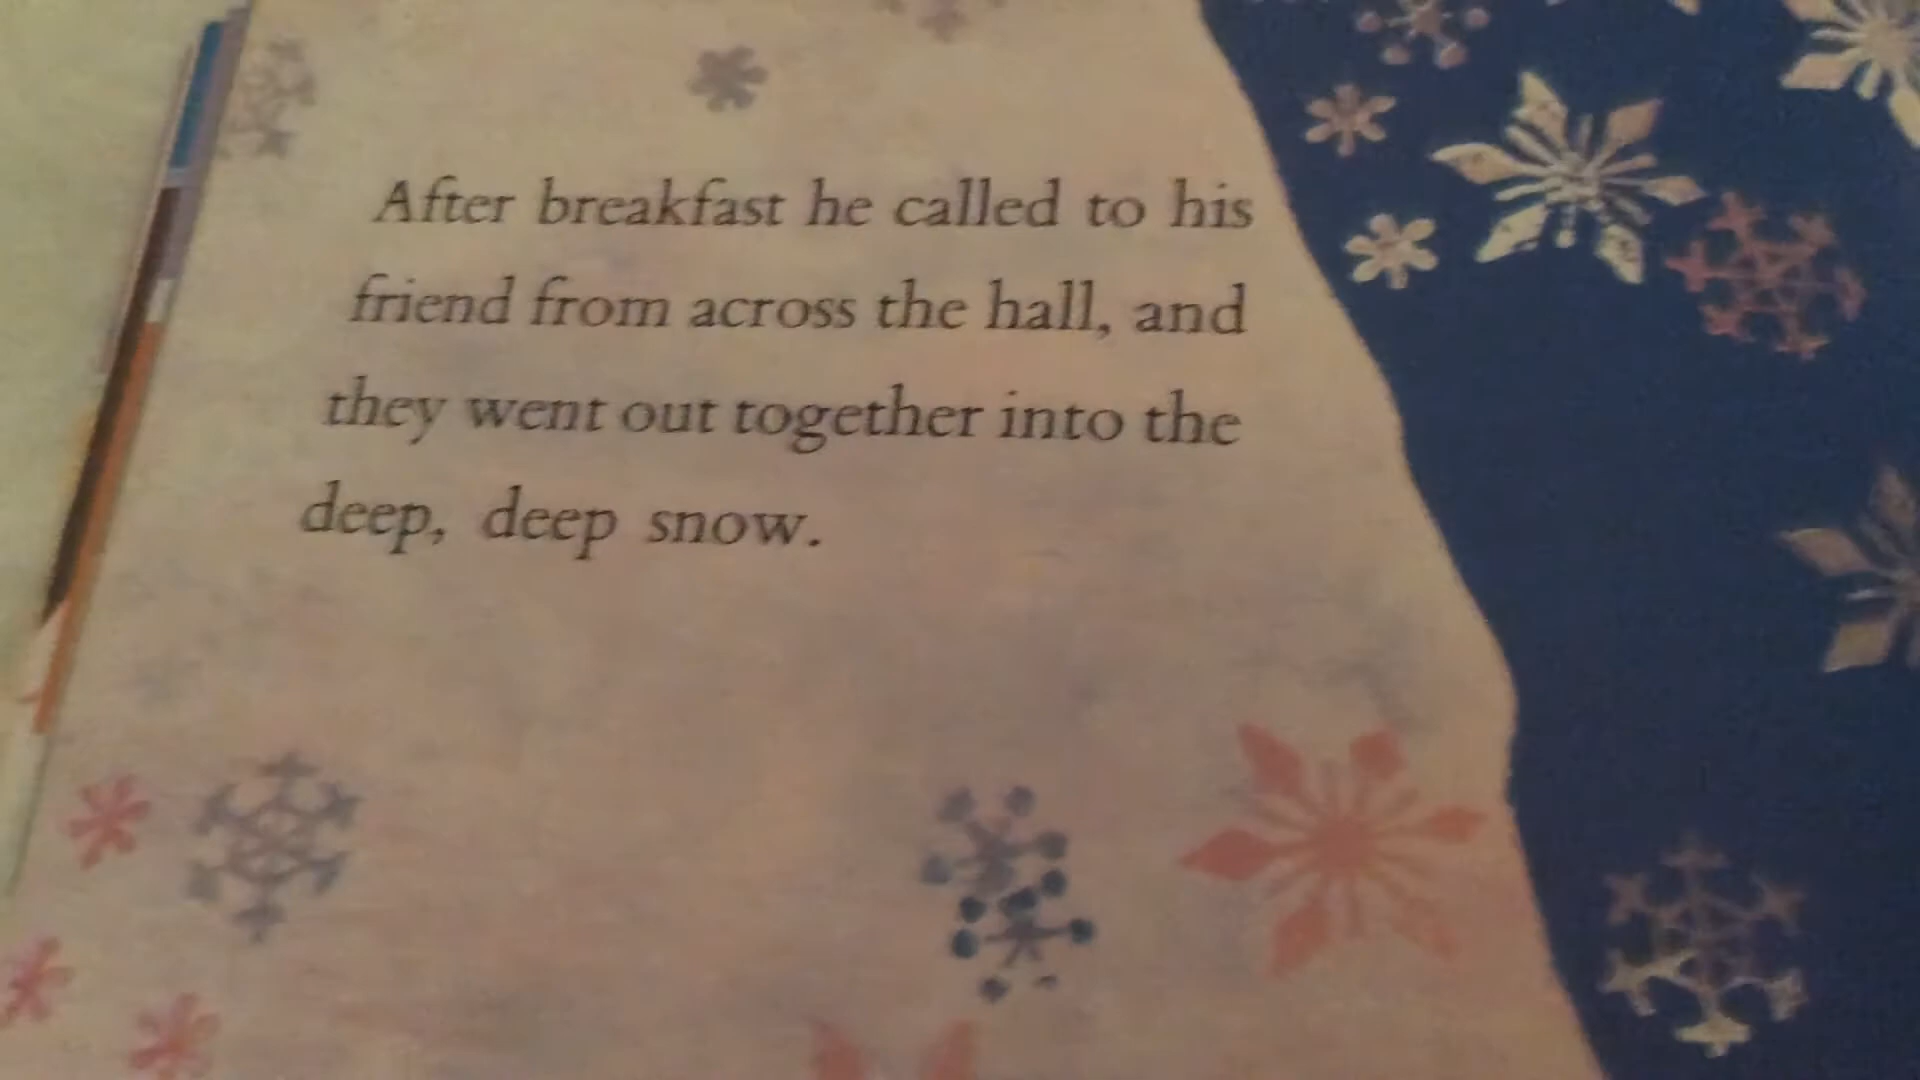 After breakfast he called to his
friend from across the hall, and
they went out together into the
deep, deep snow.